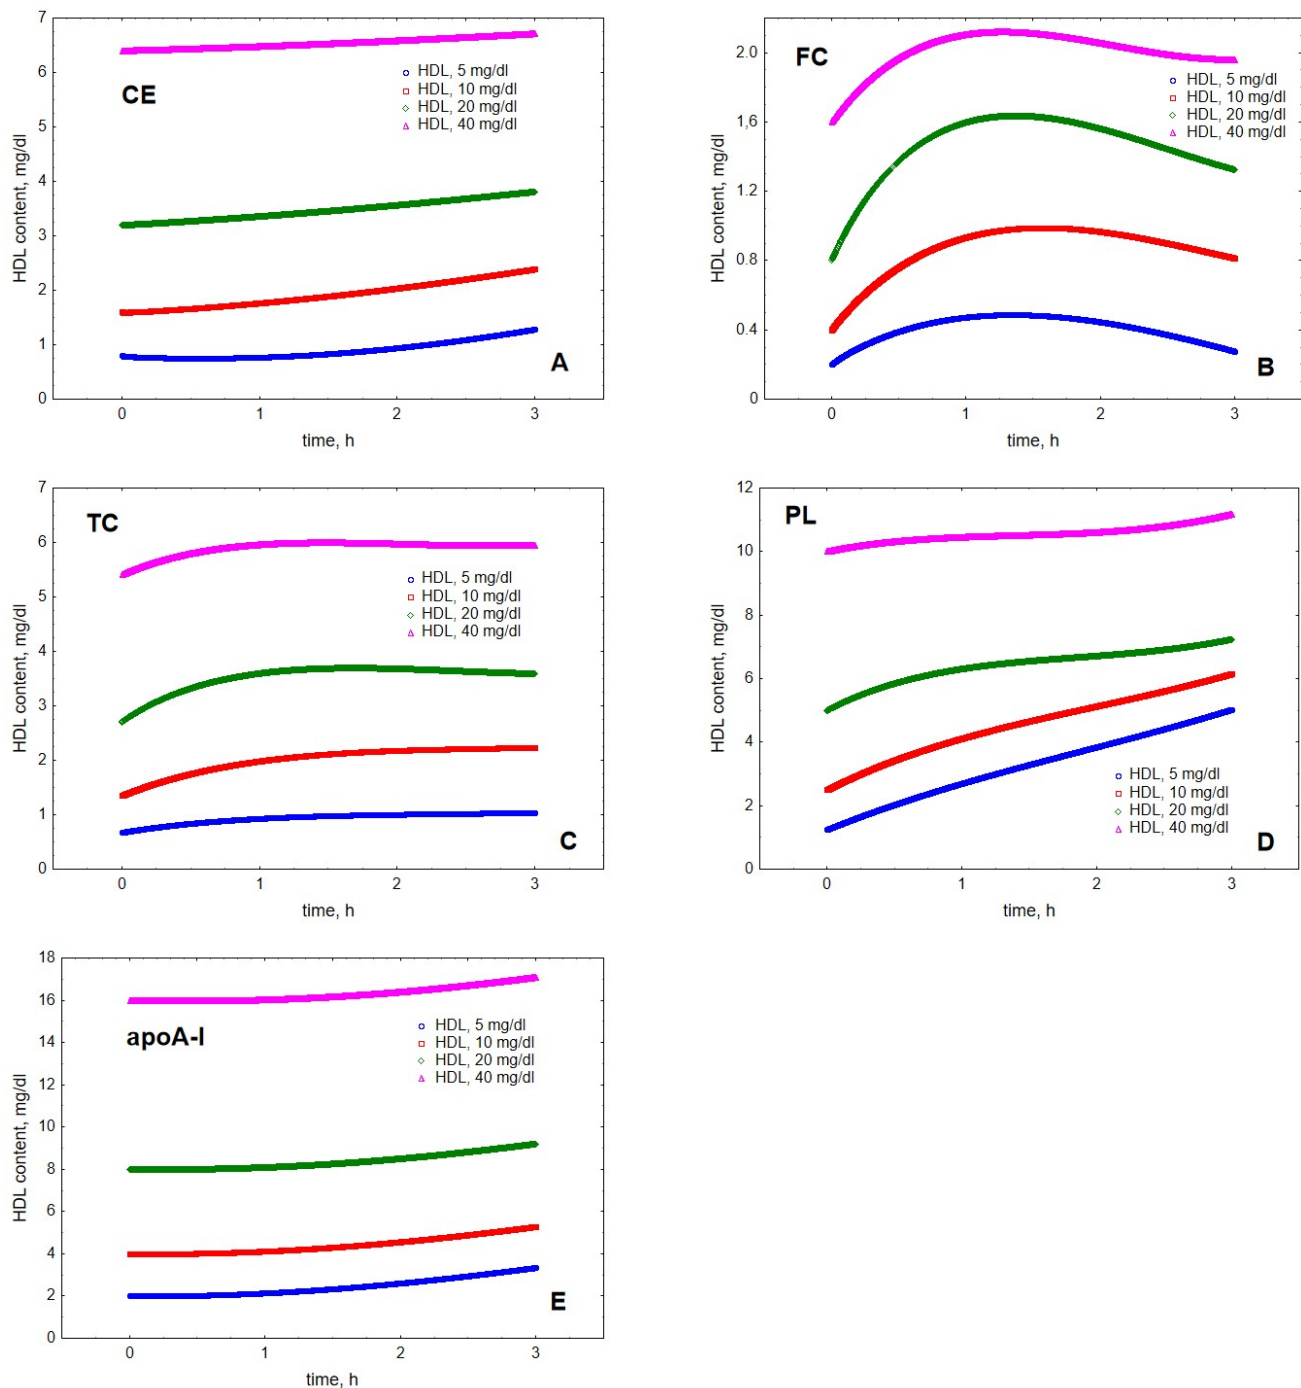 7
6
5
4
3
2
1
0
HDL content, mg/dl
CE
HDL, 5 mg/dl
HDL, 10 mg/dl
HDL, 20 mg/dl
HDL, 40 mg/dl
A
0 1 2 3
time, h
2.0
1.6
1.2
0.8
0.4
0
HDL content, mg/dl
FC
HDL, 5 mg/dl
HDL, 10 mg/dl
HDL, 20 mg/dl
HDL, 40 mg/dl
B
0 1 2 3
time, h
7
6
5
4
3
2
1
0
HDL content, mg/dl
TC
HDL, 5 mg/dl
HDL, 10 mg/dl
HDL, 20 mg/dl
HDL, 40 mg/dl
C
0 1 2 3
time, h
12
10
8
6
4
2
0
HDL content, mg/dl
PL
HDL, 5 mg/dl
HDL, 10 mg/dl
HDL, 20 mg/dl
HDL, 40 mg/dl
D
0 1 2 3
time, h
18
16
14
12
10
8
6
4
2
0
HDL content, mg/dl
apoA-I
HDL, 5 mg/dl
HDL, 10 mg/dl
HDL, 20 mg/dl
HDL, 40 mg/dl
E
0 1 2 3
time, h